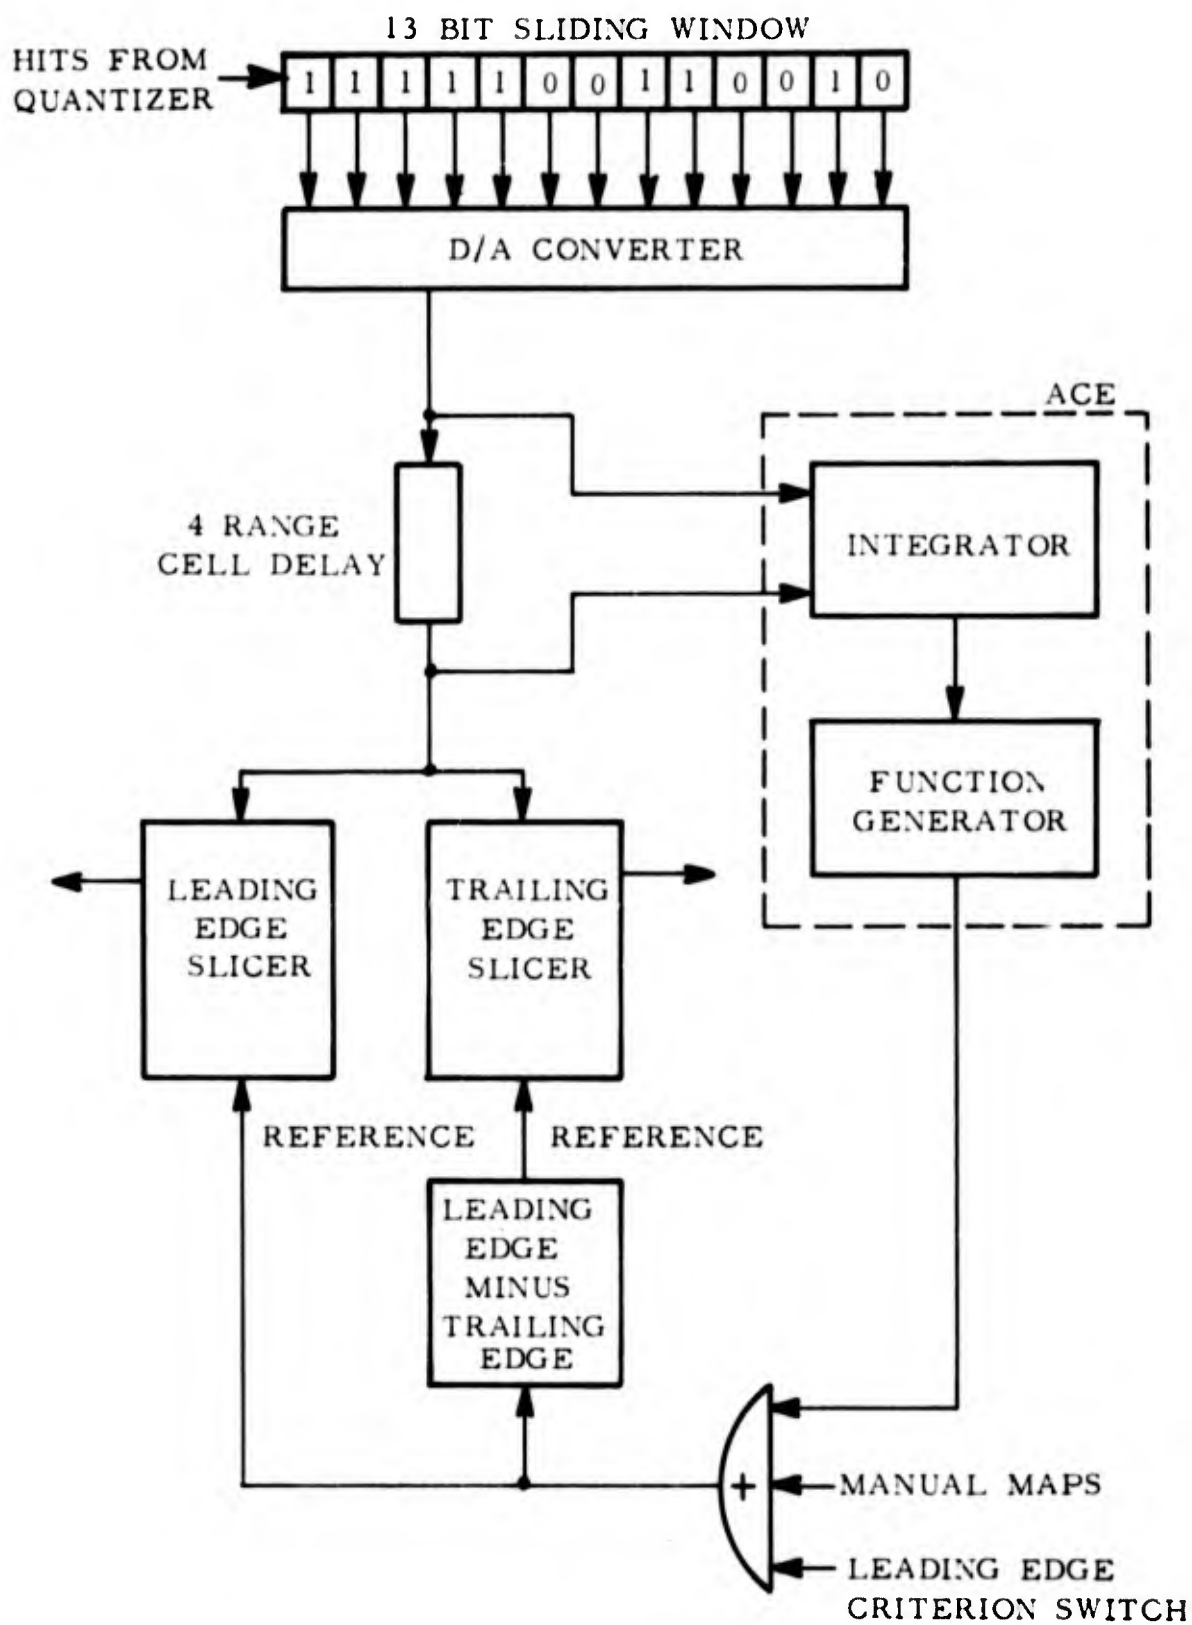 13 BIT SLIDING WINDOW
HITS FROM
QUANTIZER
1 1 1 1 1 0 0 1 1 0 0 1 0
D/A CONVERTER
ACE
4 RANGE
CELL DELAY
INTEGRATOR
FUNCTION
GENERATOR
LEADING
EDGE
SLICER
TRAILING
EDGE
SLICER
REFERENCE
REFERENCE
LEADING
EDGE
MINUS
TRAILING
EDGE
+
MANUAL MAPS
LEADING EDGE
CRITERION SWITCH